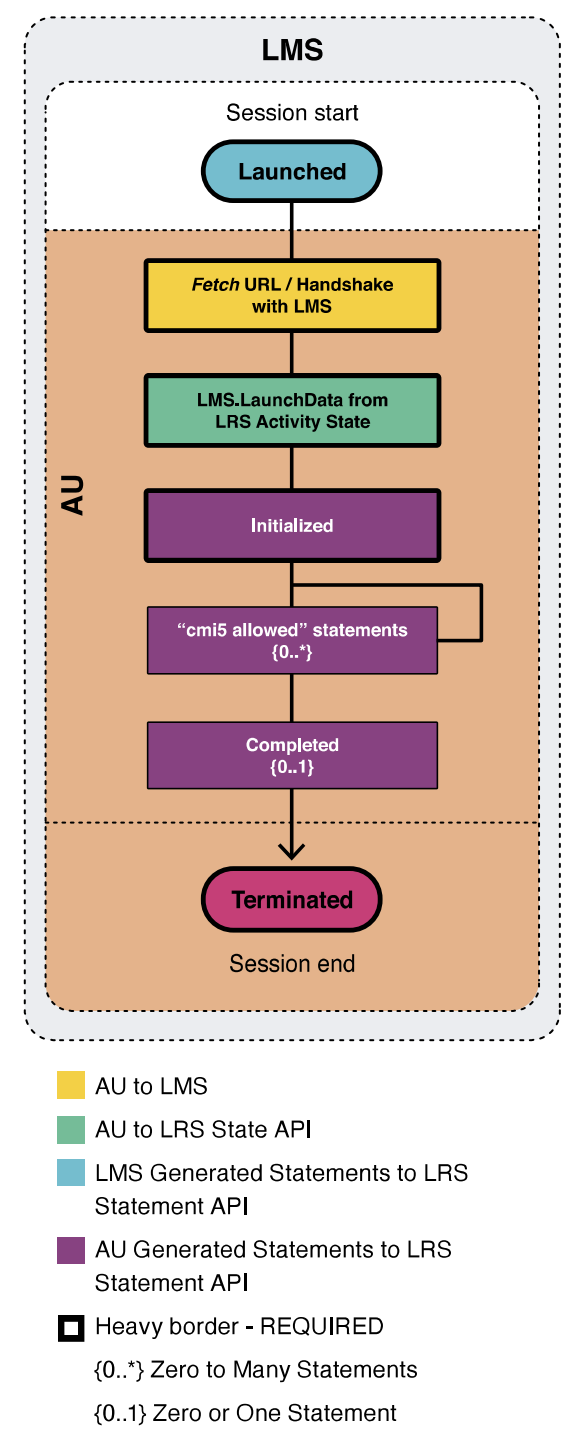 LMS
Session start
Launched
Fetch URL / Handshake
with LMS
LMS.LaunchData from
LRS Activity State
AU
Initialized
“cmi5 allowed” statements
{0..*}
Completed
{0..1}
Terminated
Session end
AU to LMS
AU to LRS State API
LMS Generated Statements to LRS
Statement API
AU Generated Statements to LRS
Statement API
Heavy border - REQUIRED
{0..*} Zero to Many Statements
{0..1} Zero or One Statement